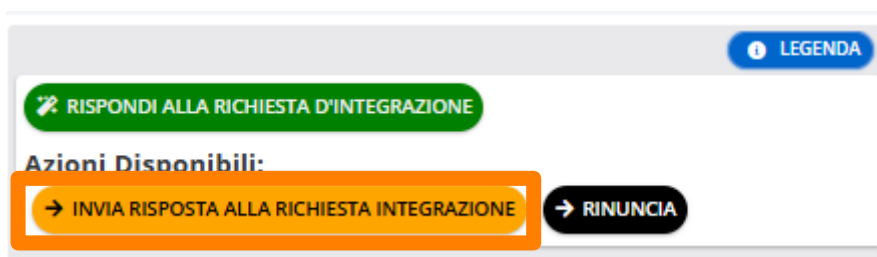 LEGENDA
RISPONDI ALLA RICHIESTA D'INTEGRAZIONE
Azioni Disponibili:
INVIA RISPOSTA ALLA RICHIESTA INTEGRAZIONE
RINUNCIA